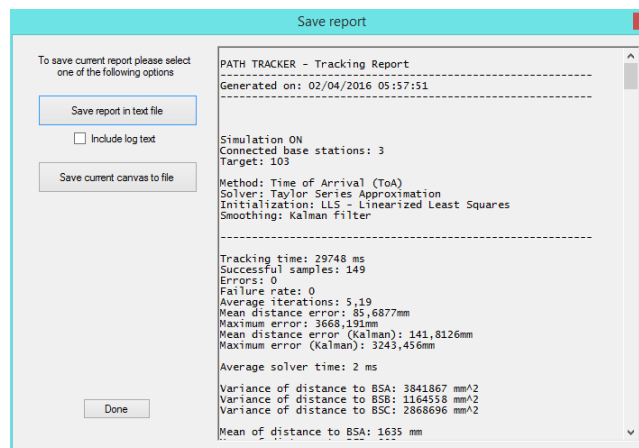 Save report
To save current report please select
one of the following options
Save report in text file
Include log text
Save current canvas to file
Done
PATH TRACKER - Tracking Report
----------------------------------------------------------------
Generated on: 02/04/2016 05:57:51
----------------------------------------------------------------
Simulation ON
Connected base stations: 3
Target: 103
Method: Time of Arrival (ToA)
Solver: Taylor Series Approximation
Initialization: LLS - Linearized Least Squares
Smoothing: Kalman filter
----------------------------------------------------------------
Tracking time: 29748 ms
Successful samples: 149
Errors: 0
Failure rate: 0
Average iterations: 5,19
Mean distance error: 85,6877mm
Maximum error: 3668,191mm
Mean distance error (Kalman): 141,8126mm
Maximum error (Kalman): 3243,456mm
Average solver time: 2 ms
Variance of distance to BSA: 3841867 mm^2
Variance of distance to BSB: 1164558 mm^2
Variance of distance to BSC: 2868696 mm^2
Mean of distance to BSA: 1635 mm